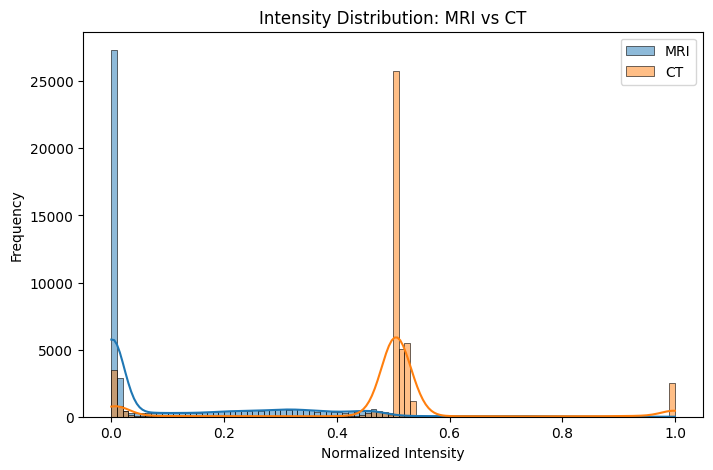 Intensity Distribution: MRI vs CT
MRI
CT
Frequency
25000
20000
15000
10000
5000
0
0.0 0.2 0.4 0.6 0.8 1.0
Normalized Intensity